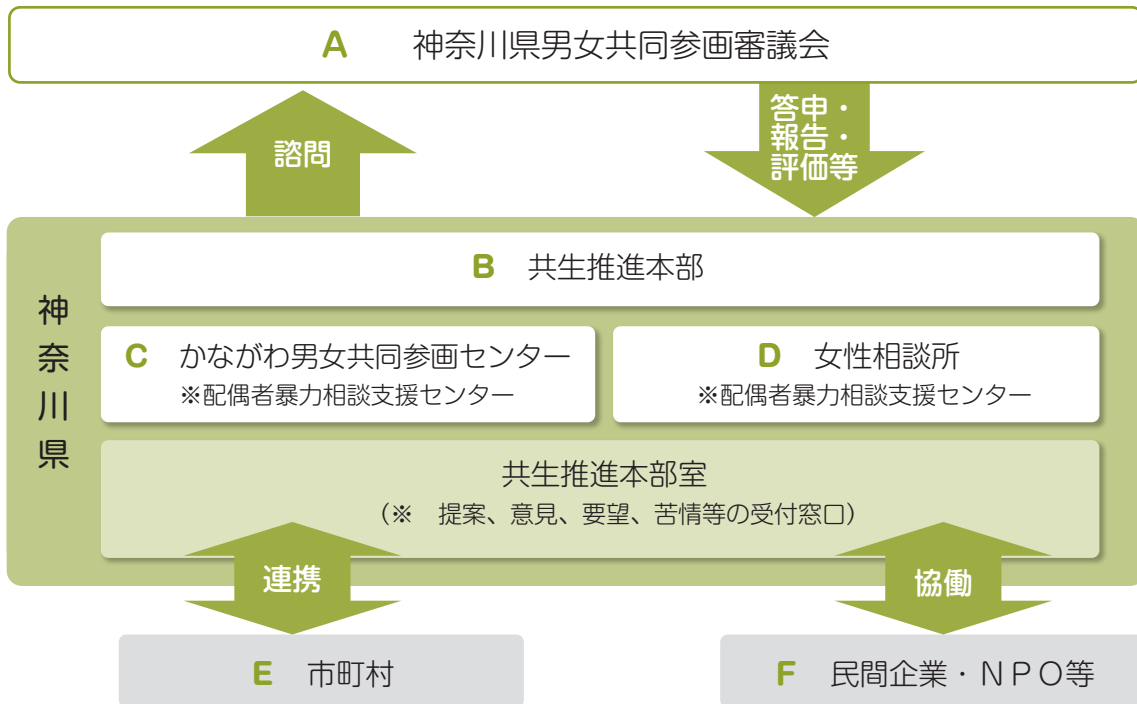 A 神奈川県男女共同参画審議会
諮問
答申・
報告・
評価等
神奈川県
B 共生推進本部
C かながわ男女共同参画センター
※配偶者暴力相談支援センター
D 女性相談所
※配偶者暴力相談支援センター
共生推進本部室
(※ 提案、意見、要望、苦情等の受付窓口)
連携
協働
E 市町村
F 民間企業・NPO等